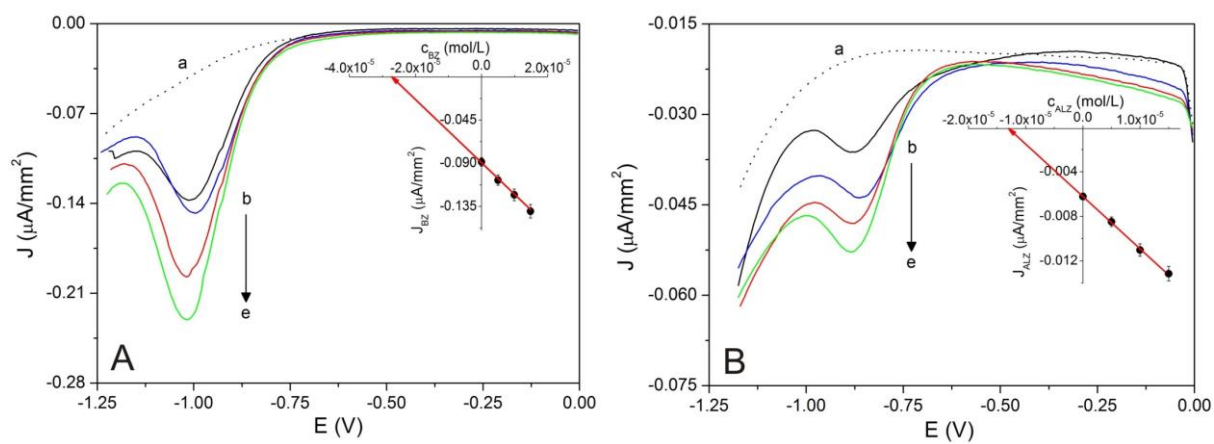 0.00
-0.07
-0.14
-0.21
-0.28
J (µA/mm²)
-1.25 -1.00 -0.75 -0.50 -0.25 0.00
E (V)
a
b
e
A
c_BZ (mol/L)
-4.0x10⁻⁵ -2.0x10⁻⁵ 0.0 2.0x10⁻⁵
-0.045
-0.090
-0.135
J_BZ (µA/mm²)
-0.015
-0.030
-0.045
-0.060
-0.075
J (µA/mm²)
-1.25 -1.00 -0.75 -0.50 -0.25 0.00
E (V)
a
b
e
B
c_ALZ (mol/L)
-2.0x10⁻⁵ -1.0x10⁻⁵ 0.0 1.0x10⁻⁵
-0.004
-0.008
-0.012
J_ALZ (µA/mm²)